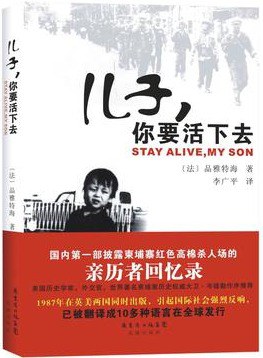 儿子,
你要活下去
STAY ALIVE, MY SON
(法) 品雅特海 著
李广平 译
国内第一部披露柬埔寨红色高棉杀人场的
亲历者回忆录
1987年在英美两国同时出版，引起国际社会强烈反响。
已被翻译成10多种语言在全球发行